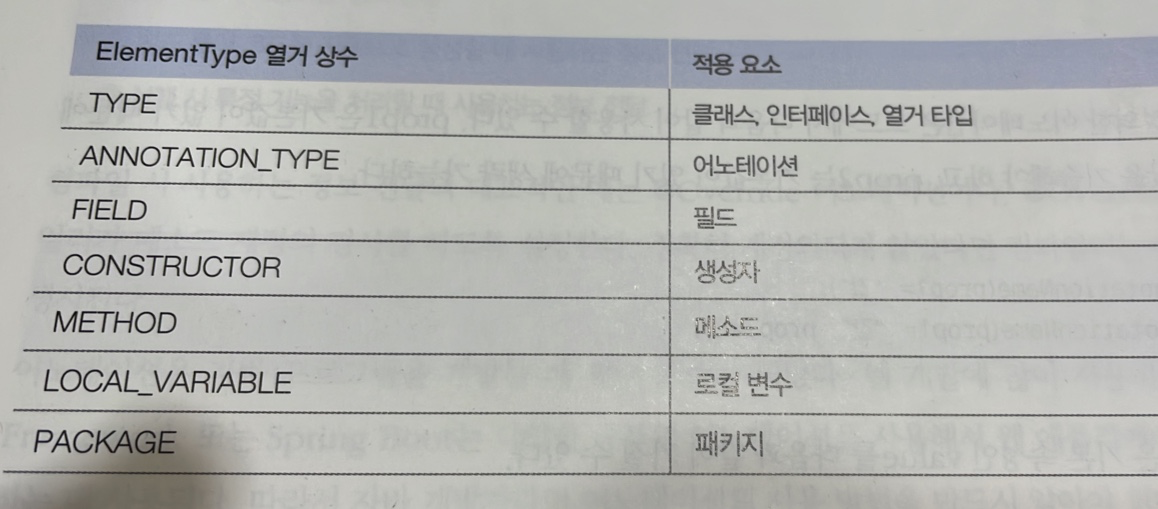 ElementType 열거 상수 적용 요소
TYPE 클래스, 인터페이스, 열거 타입
ANNOTATION_TYPE 어노테이션
FIELD 필드
CONSTRUCTOR 생성자
METHOD 메소드
LOCAL_VARIABLE 로컬 변수
PACKAGE 패키지